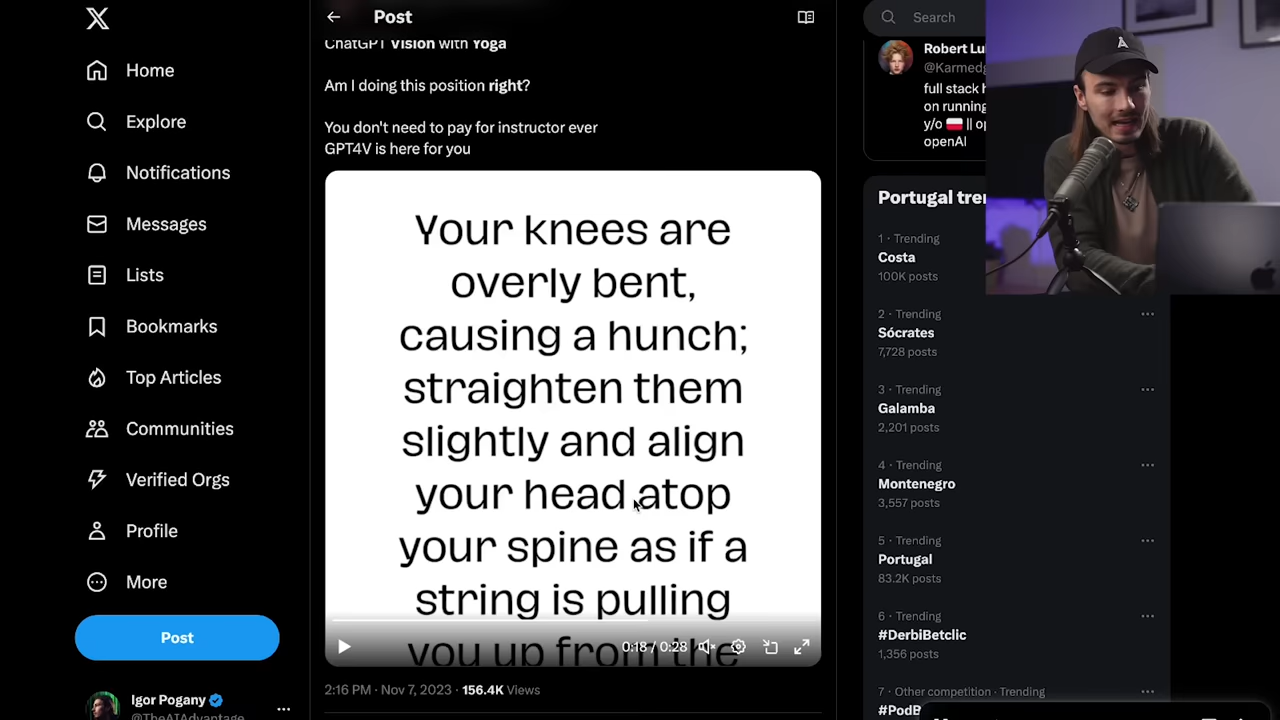 Post
Search
Home
Explore
Notifications
Messages
Lists
Bookmarks
Top Articles
Communities
Verified Orgs
Profile
More
Post
Igor Pogany
@TheAIAdvantage
ChatGPT Vision with Yoga
Am I doing this position right?
You don't need to pay for instructor ever
GPT4V is here for you
Your knees are
overly bent,
causing a hunch;
straighten them
slightly and align
your head atop
your spine as if a
string is pulling
you up from the
0:18 / 0:28
2:16 PM · Nov 7, 2023 · 156.4K Views
Robert Lu
@Karmedg
full stack h
on running
y/o || op
openAI
Portugal tre
1 · Trending
Costa
100K posts
2 · Trending
Sócrates
7,728 posts
3 · Trending
Galamba
2,201 posts
4 · Trending
Montenegro
3,557 posts
5 · Trending
Portugal
83.2K posts
6 · Trending
#DerbiBetclic
1,356 posts
7 · Other competition · Trending